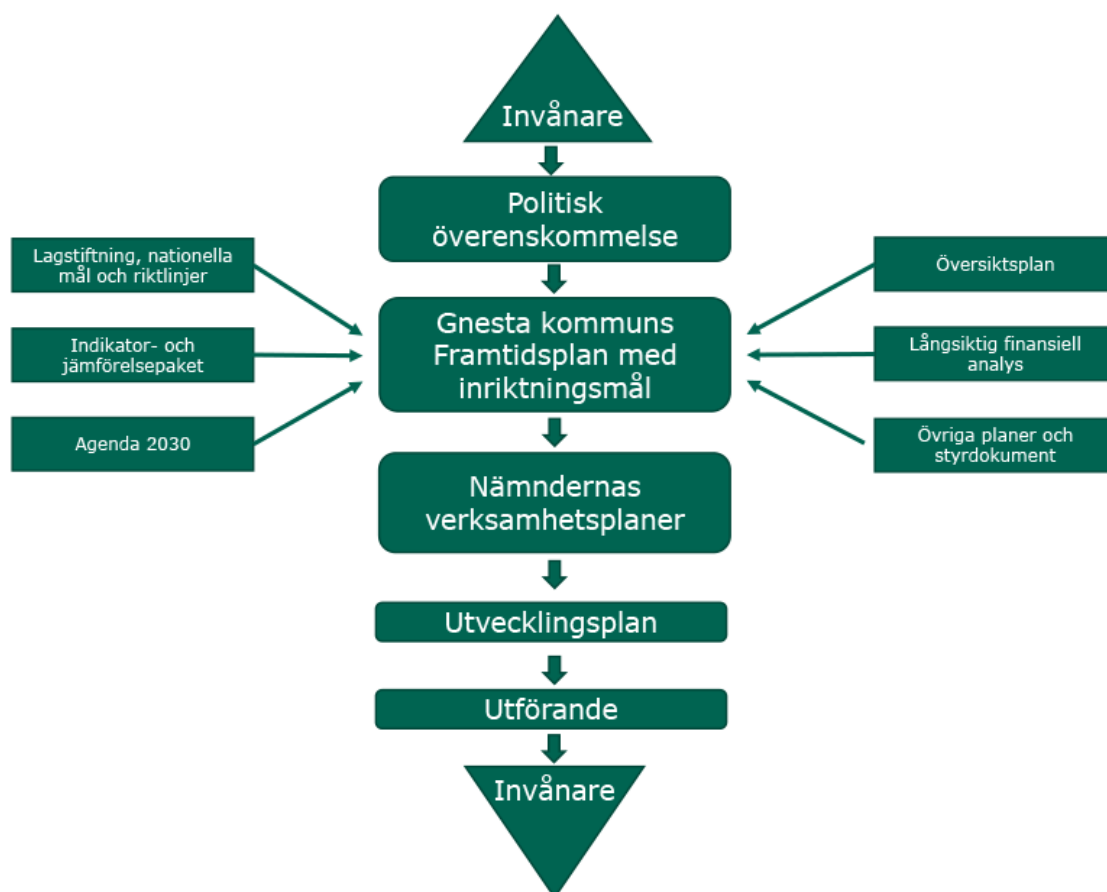 Invånare
Politisk
överenskommelse
Lagstiftning, nationella
mål och riktlinjer
Indikator- och
jämförelsepaket
Agenda 2030
Gnesta kommuns
Framtidsplan med
inriktningsmål
Översiktsplan
Långsiktig finansiell
analys
Övriga planer och
styrdokument
Nämndernas
verksamhetsplaner
Utvecklingsplan
Utförande
Invånare